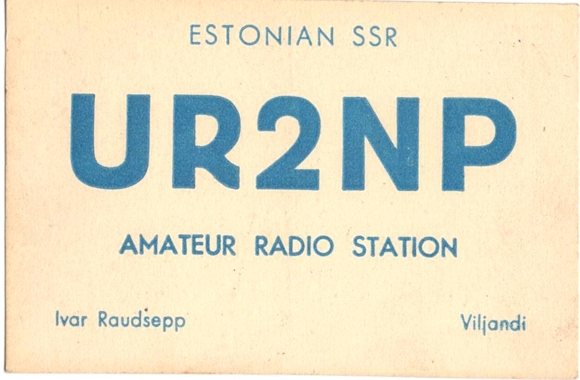 ESTONIAN SSR
UR2NP
AMATEUR RADIO STATION
Ivar Raudsepp Viljandi